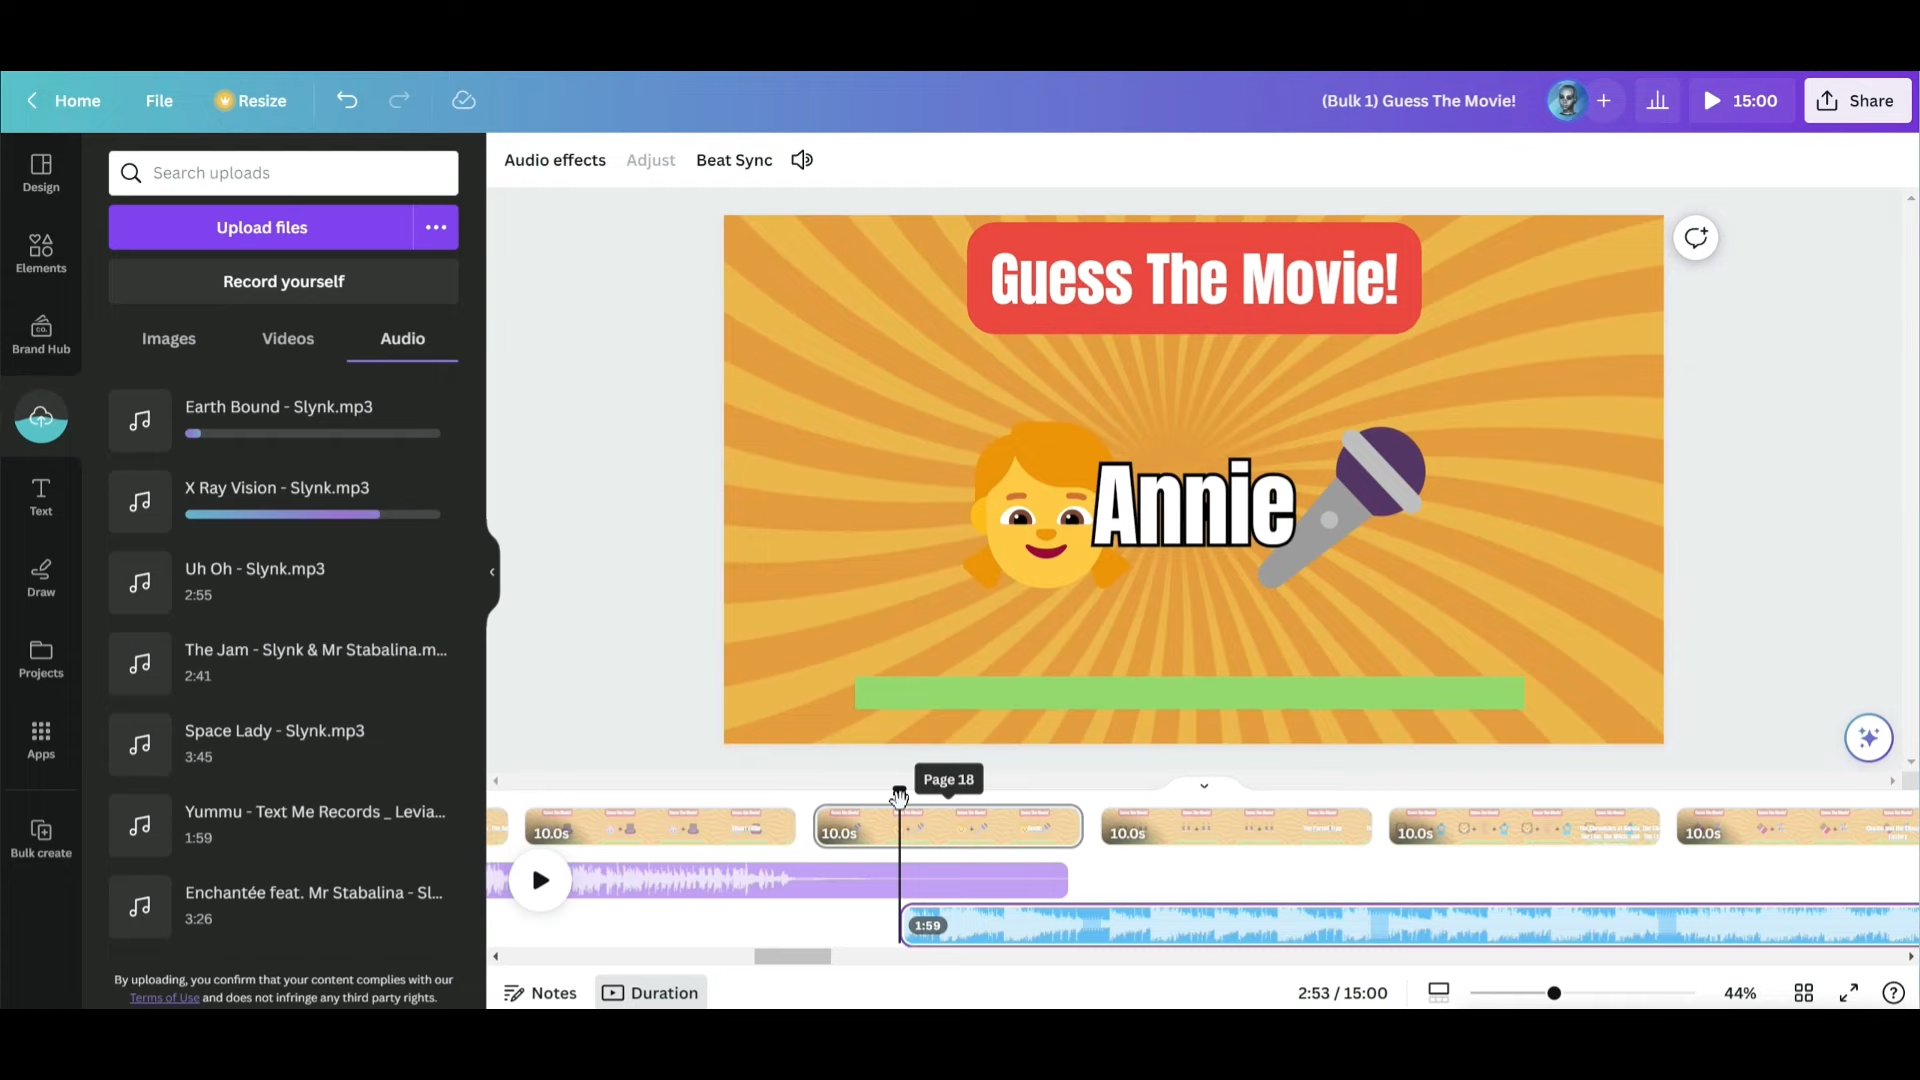 Home
File
Resize
(Bulk 1) Guess The Movie!
15:00
Share
Design
Elements
Brand Hub
CO.
Text
Draw
Projects
Apps
Bulk create
Search uploads
Upload files
Record yourself
Images
Videos
Audio
Earth Bound - Slynk.mp3
X Ray Vision - Slynk.mp3
Uh Oh - Slynk.mp3
2:55
The Jam - Slynk & Mr Stabalina.m...
2:41
Space Lady - Slynk.mp3
3:45
Yummu - Text Me Records _ Levia...
1:59
Enchantée feat. Mr Stabalina - Sl...
3:26
By uploading, you confirm that your content complies with our
Terms of Use and does not infringe any third party rights.
Audio effects
Adjust
Beat Sync
Guess The Movie!
Annie
Page 18
10.0s
10.0s
10.0s
10.0s
10.0s
1:59
Notes
Duration
2:53 / 15:00
44%